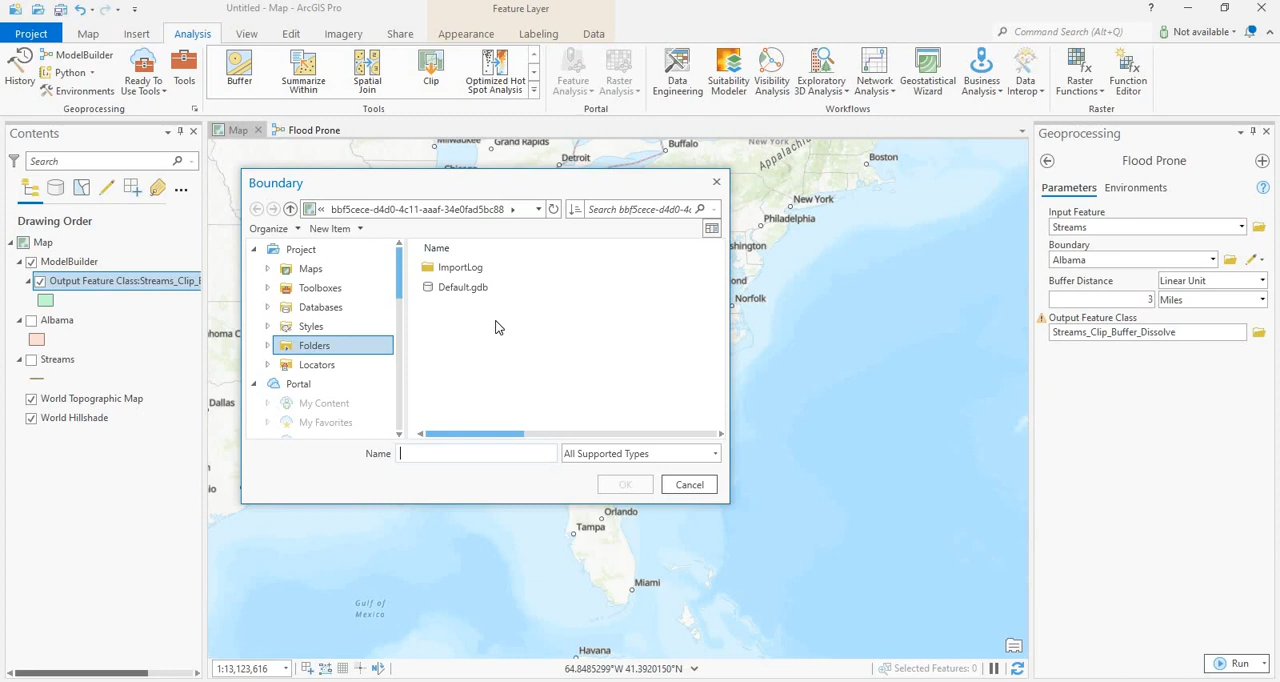 Untitled - Map - ArcGIS Pro
Feature Layer
?
Project
Map
Insert
Analysis
View
Edit
Imagery
Share
Appearance
Labeling
Data
Command Search (Alt+Q)
Not available
History
ModelBuilder
Python
Environments
Ready To Use Tools
Tools
Buffer
Summarize Within
Spatial Join
Clip
Optimized Hot Spot Analysis
Feature Analysis
Raster Analysis
Data Engineering
Suitability Modeler
Visibility Analysis
Exploratory 3D Analysis
Network Analysis
Geostatistical Wizard
Business Analysis
Data Interop
Raster Functions
Function Editor
Geoprocessing
Tools
Portal
Workflows
Raster
Contents
Search
Drawing Order
Map
ModelBuilder
Output Feature Class:Streams_Clip_
Albama
Streams
World Topographic Map
World Hillshade
Map
Flood Prone
Milwaukee
Grand Rapids
Detroit
Buffalo
New York
Appalachi
Boston
New York
Philadelphia
hington
Norfolk
homa C
Dallas
io
Orlando
Tampa
Miami
Gulf of
Mexico
Havana
Boundary
bbf5cece-d4d0-4c11-aaaf-34e0fad5bc88
Search bbf5cece-d4d0-4c
Organize
New Item
Project
Maps
Toolboxes
Databases
Styles
Folders
Locators
Portal
My Content
My Favorites
Name
ImportLog
Default.gdb
Name
All Supported Types
OK
Cancel
1:13,123,616
64.8485299°W 41.3920150°N
Selected Features: 0
Geoprocessing
Flood Prone
Parameters
Environments
?
Input Feature
Streams
Boundary
Albama
Buffer Distance
Linear Unit
3
Miles
Output Feature Class
Streams_Clip_Buffer_Dissolve
Run